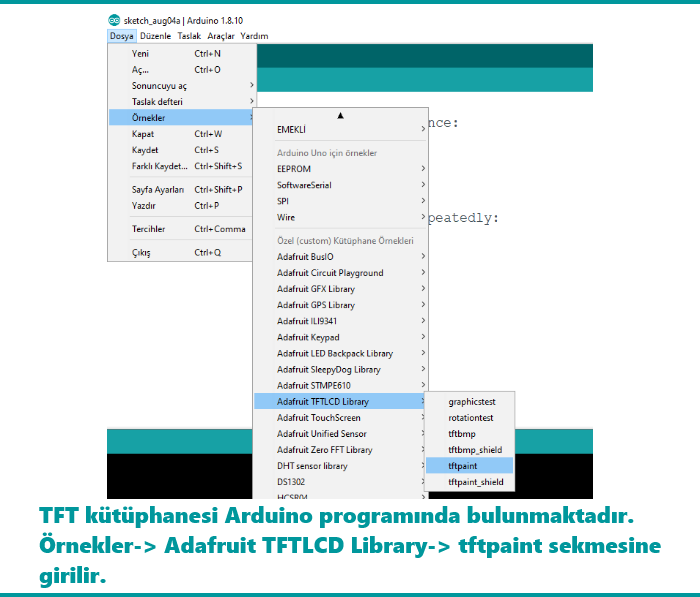 sketch_aug04a | Arduino 1.8.10
Dosya Düzenle Taslak Araçlar Yardım
Yeni Ctrl+N
Aç... Ctrl+O
Sonuncuyu aç
Taslak defteri
Örnekler
Kapat Ctrl+W
Kaydet Ctrl+S
Farklı Kaydet... Ctrl+Shift+S
Sayfa Ayarları Ctrl+Shift+P
Yazdır Ctrl+P
Tercihler Ctrl+Comma
Çıkış Ctrl+Q
EMEKLİ
Arduino Uno için örnekler
EEPROM
SoftwareSerial
SPI
Wire
Özel (custom) Kütüphane Örnekleri
Adafruit BusIO
Adafruit Circuit Playground
Adafruit GFX Library
Adafruit GPS Library
Adafruit ILI9341
Adafruit Keypad
Adafruit LED Backpack Library
Adafruit SleepyDog Library
Adafruit STMPE610
Adafruit TFTLCD Library
Adafruit TouchScreen
Adafruit Unified Sensor
Adafruit Zero FFT Library
DHT sensor library
DS1302
HCSR04
nce:
peatedly:
graphicstest
rotationtest
tftbmp
tftbmp_shield
tftpaint
tftpaint_shield
TFT kütüphanesi Arduino programında bulunmaktadır.
Örnekler-> Adafruit TFTLCD Library-> tftpaint sekmesine
girilir.